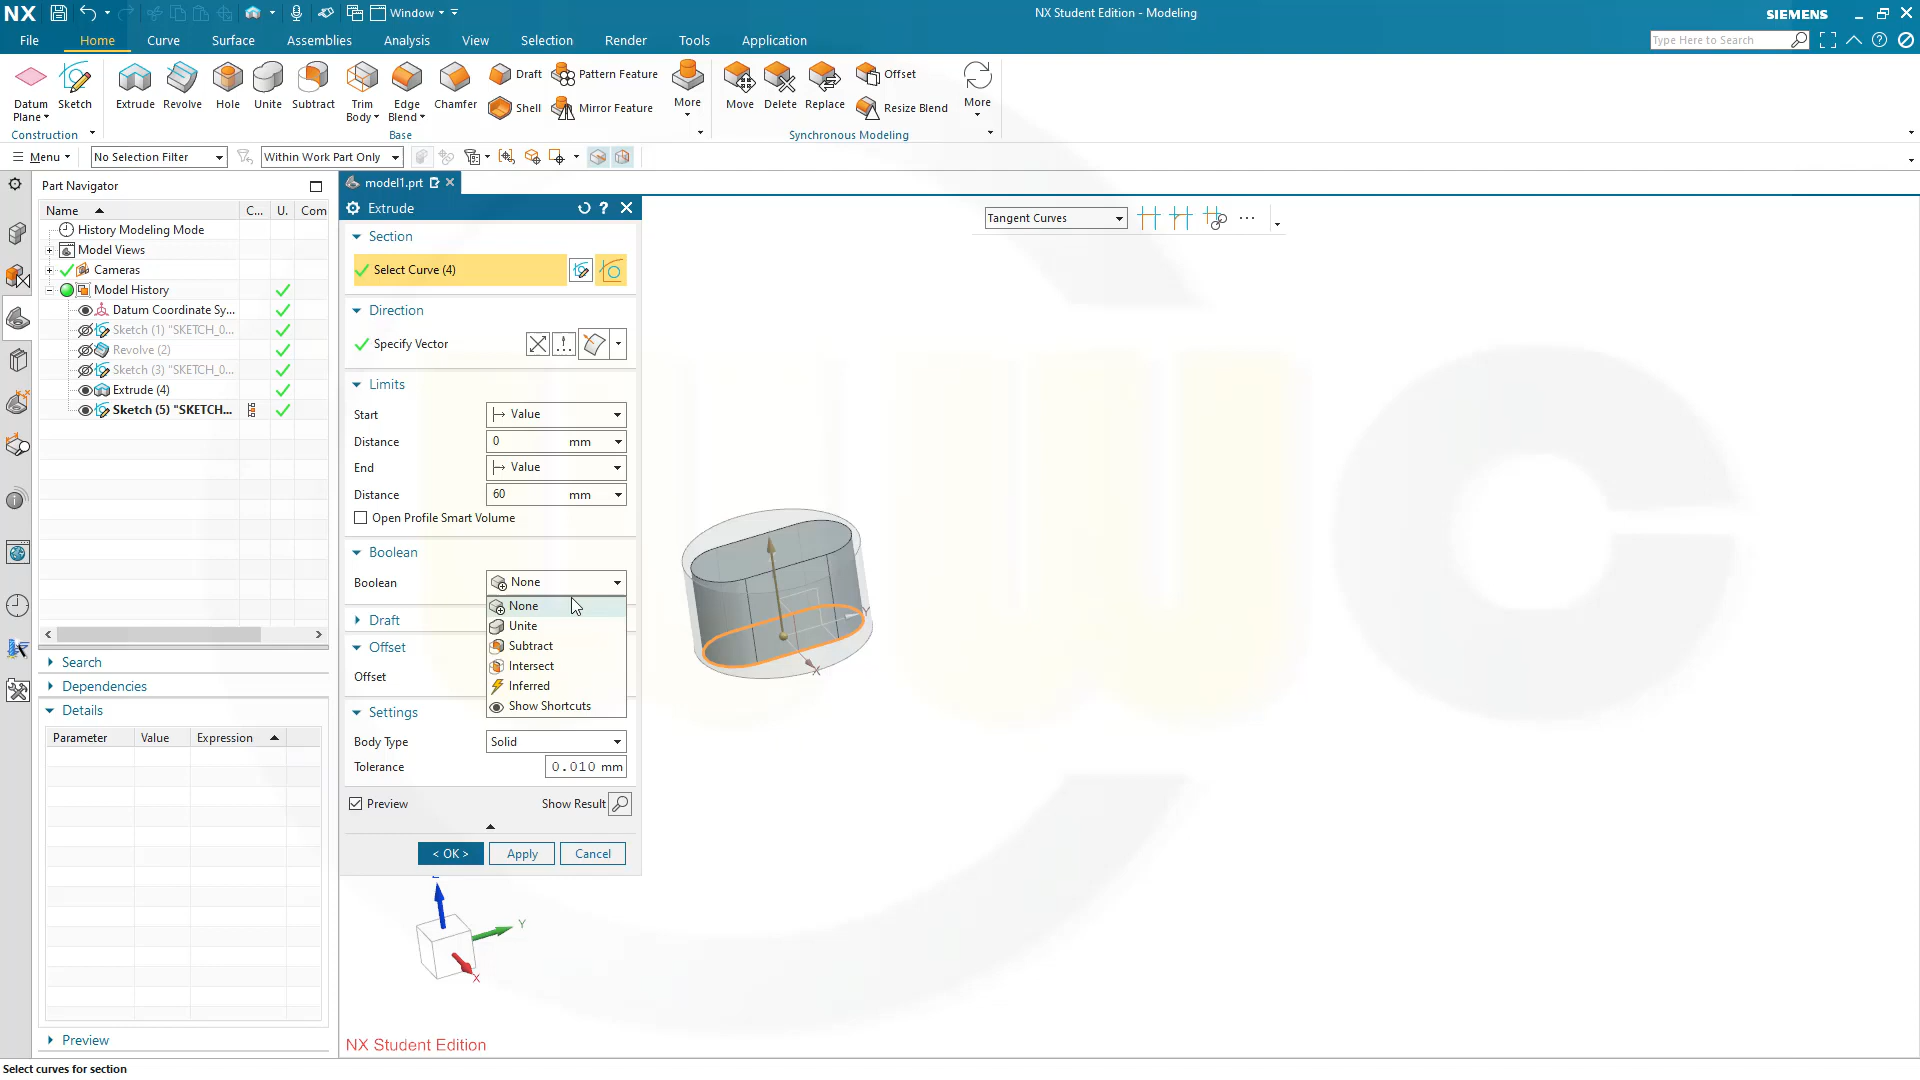 NX
Window
NX Student Edition - Modeling
SIEMENS
File
Home
Curve
Surface
Assemblies
Analysis
View
Selection
Render
Tools
Application
Type Here to Search
Datum Plane
Sketch
Extrude
Revolve
Hole
Unite
Subtract
Trim Body
Edge Blend
Chamfer
Draft
Shell
Pattern Feature
Mirror Feature
More
Move
Delete
Replace
Offset
Resize Blend
More
Construction
Base
Synchronous Modeling
Menu
No Selection Filter
Within Work Part Only
Part Navigator
Name
C...
U.
Com
History Modeling Mode
Model Views
Cameras
Model History
Datum Coordinate Sy...
Sketch (1) "SKETCH_0...
Revolve (2)
Sketch (3) "SKETCH_0...
Extrude (4)
Sketch (5) "SKETCH...
Search
Dependencies
Details
Parameter
Value
Expression
Preview
model1.prt
Extrude
Section
Select Curve (4)
Direction
Specify Vector
Limits
Start
Value
Distance
0 mm
End
Value
Distance
60 mm
Open Profile Smart Volume
Boolean
Boolean
None
None
Unite
Subtract
Intersect
Inferred
Show Shortcuts
Draft
Offset
Offset
Settings
Body Type
Solid
Tolerance
0.010 mm
Preview
Show Result
< OK >
Apply
Cancel
Tangent Curves
Y
X
Z
Y
X
NX Student Edition
Select curves for section